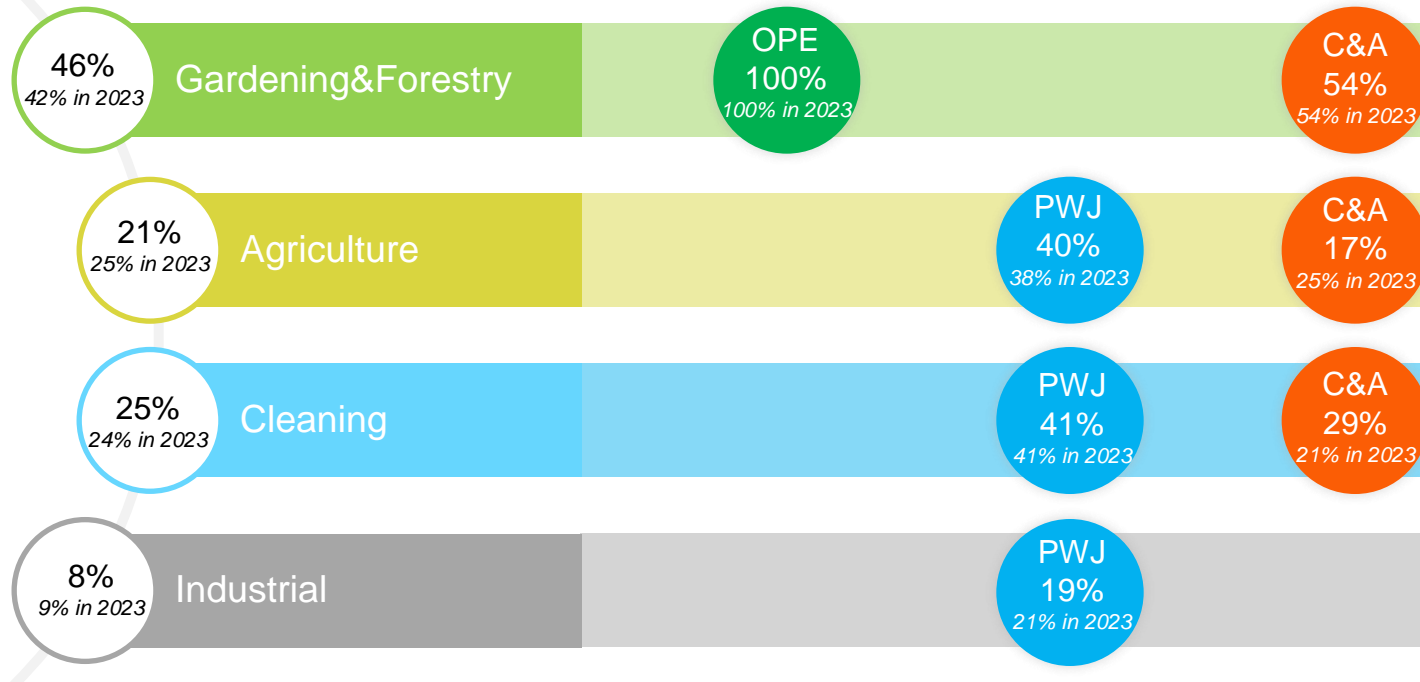 46%
42% in 2023
Gardening&Forestry
OPE
100%
100% in 2023
C&A
54%
54% in 2023
21%
25% in 2023
Agriculture
PWJ
40%
38% in 2023
C&A
17%
25% in 2023
25%
24% in 2023
Cleaning
PWJ
41%
41% in 2023
C&A
29%
21% in 2023
8%
9% in 2023
Industrial
PWJ
19%
21% in 2023